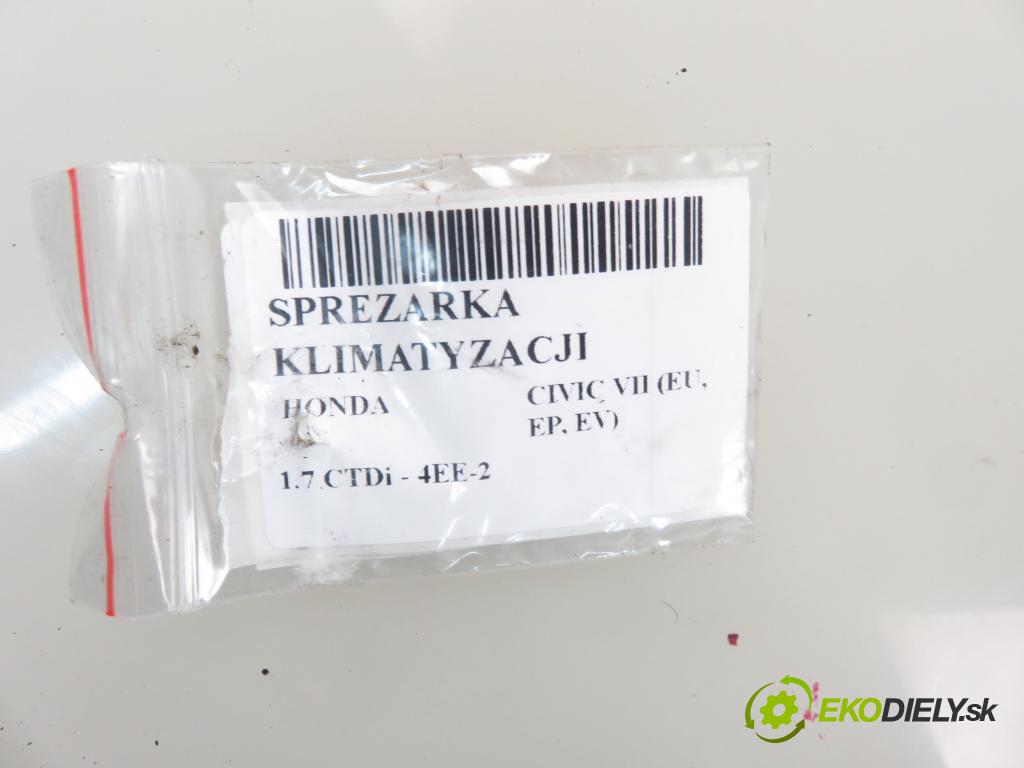 SPREZARKA
KLIMATYZACJI
HONDA
CIVIC VII (EU,
EP, EV)
1.7 CTDi - 4EE-2
EKODIELY.sk